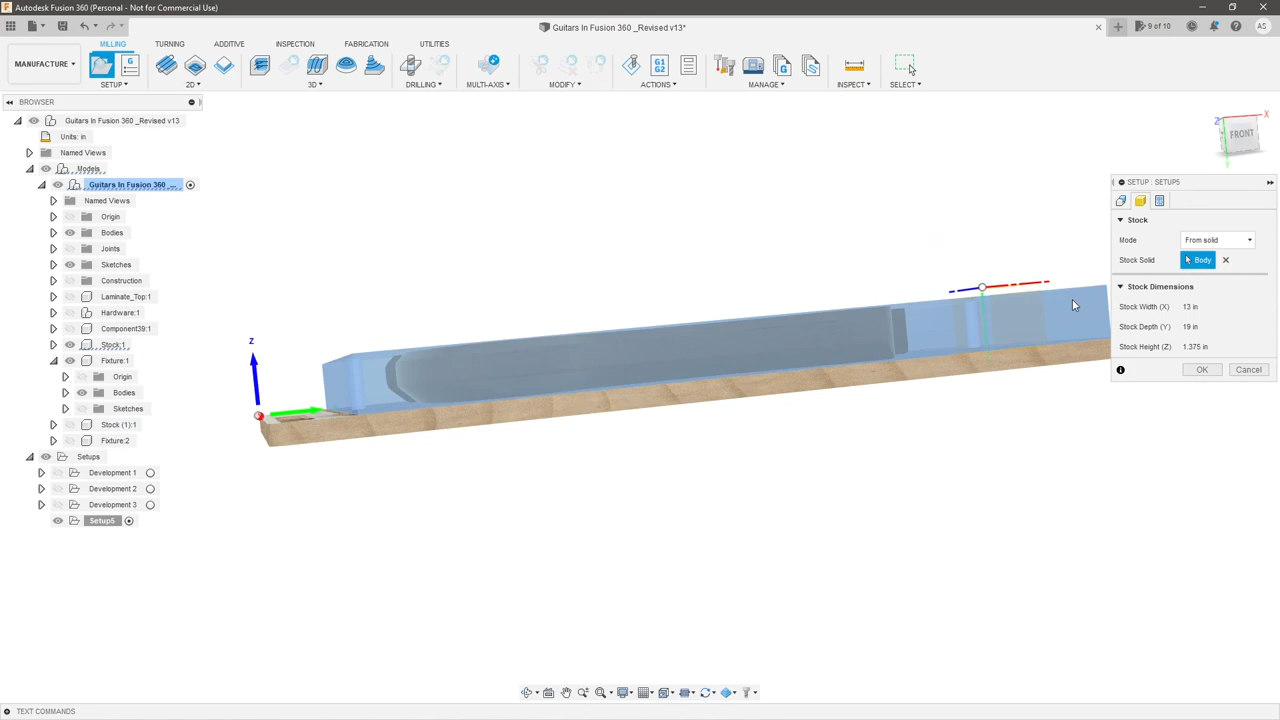 Autodesk Fusion 360 (Personal - Not for Commercial Use)
Guitars In Fusion 360 _Revised v13*
9 of 10
AS
MILLING TURNING ADDITIVE INSPECTION FABRICATION UTILITIES
MANUFACTURE
G1
G2
SETUP 2D 3D DRILLING MULTI-AXIS MODIFY ACTIONS MANAGE INSPECT SELECT
BROWSER
Guitars In Fusion 360 _Revised v13
Units: in
Named Views
Models
Guitars In Fusion 360 _...
Named Views
Origin
Bodies
Joints
Sketches
Construction
Laminate_Top:1
Hardware:1
Component39:1
Stock:1
Fixture:1
Origin
Bodies
Sketches
Stock (1):1
Fixture:2
Setups
Development 1
Development 2
Development 3
Setup5
Z
Z
X
Y
FRONT
SETUP : SETUP5
Stock
Mode From solid
Stock Solid Body
Stock Dimensions
Stock Width (X) 13 in
Stock Depth (Y) 19 in
Stock Height (Z) 1.375 in
OK Cancel
TEXT COMMANDS